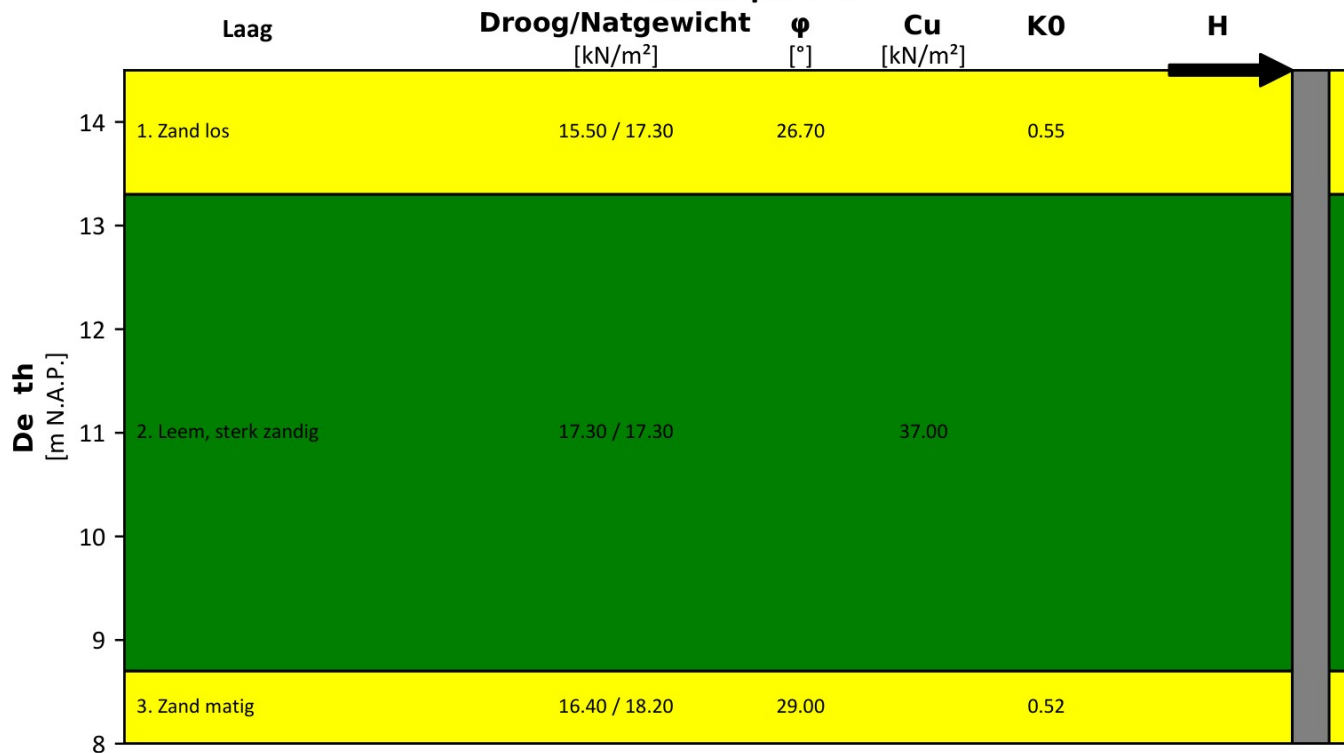 Laag Droog/Natgewicht φ Cu K0 H
[kN/m²] [°] [kN/m²]
14
1. Zand los 15.50 / 17.30 26.70 0.55
13
12
De th
[m N.A.P.]
11
2. Leem, sterk zandig 17.30 / 17.30 37.00
10
9
3. Zand matig 16.40 / 18.20 29.00 0.52
8